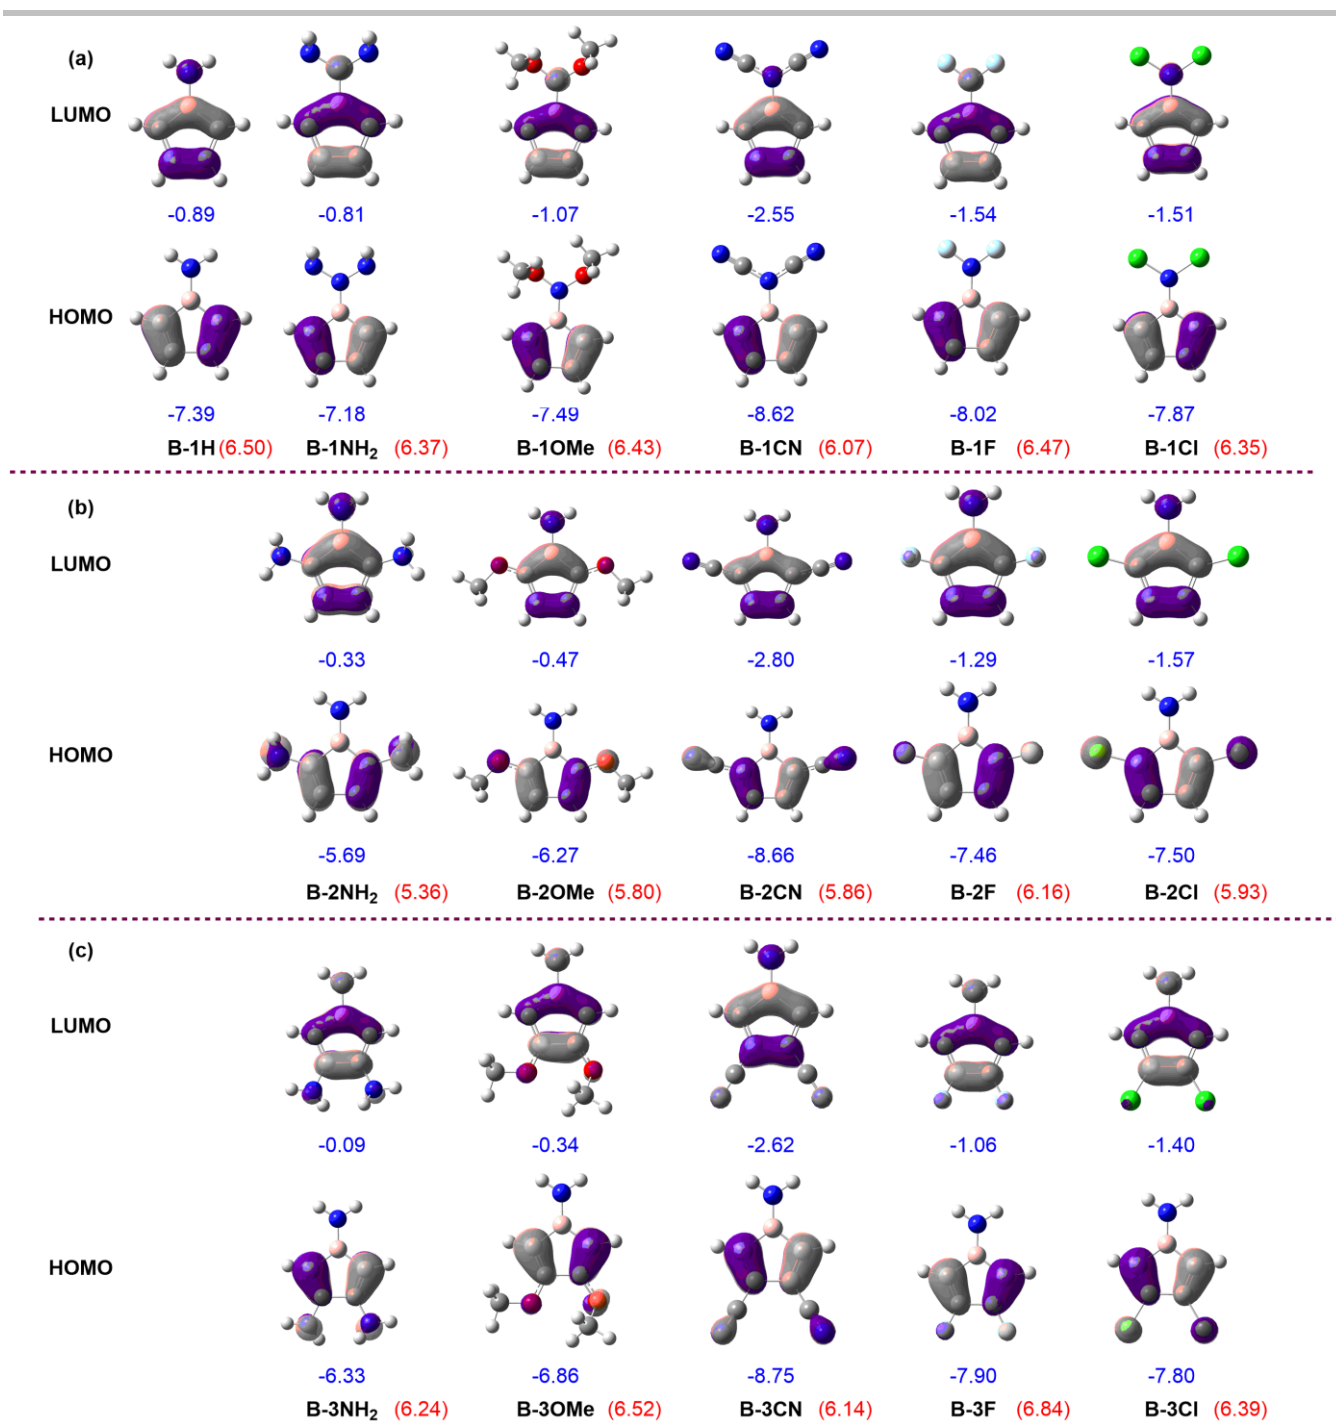 (a)
LUMO
-0.89 -0.81 -1.07 -2.55 -1.54 -1.51
HOMO
-7.39 -7.18 -7.49 -8.62 -8.02 -7.87
B-1H (6.50) B-1NH₂ (6.37) B-1OMe (6.43) B-1CN (6.07) B-1F (6.47) B-1Cl (6.35)
(b)
LUMO
-0.33 -0.47 -2.80 -1.29 -1.57
HOMO
-5.69 -6.27 -8.66 -7.46 -7.50
B-2NH₂ (5.36) B-2OMe (5.80) B-2CN (5.86) B-2F (6.16) B-2Cl (5.93)
(c)
LUMO
-0.09 -0.34 -2.62 -1.06 -1.40
HOMO
-6.33 -6.86 -8.75 -7.90 -7.80
B-3NH₂ (6.24) B-3OMe (6.52) B-3CN (6.14) B-3F (6.84) B-3Cl (6.39)